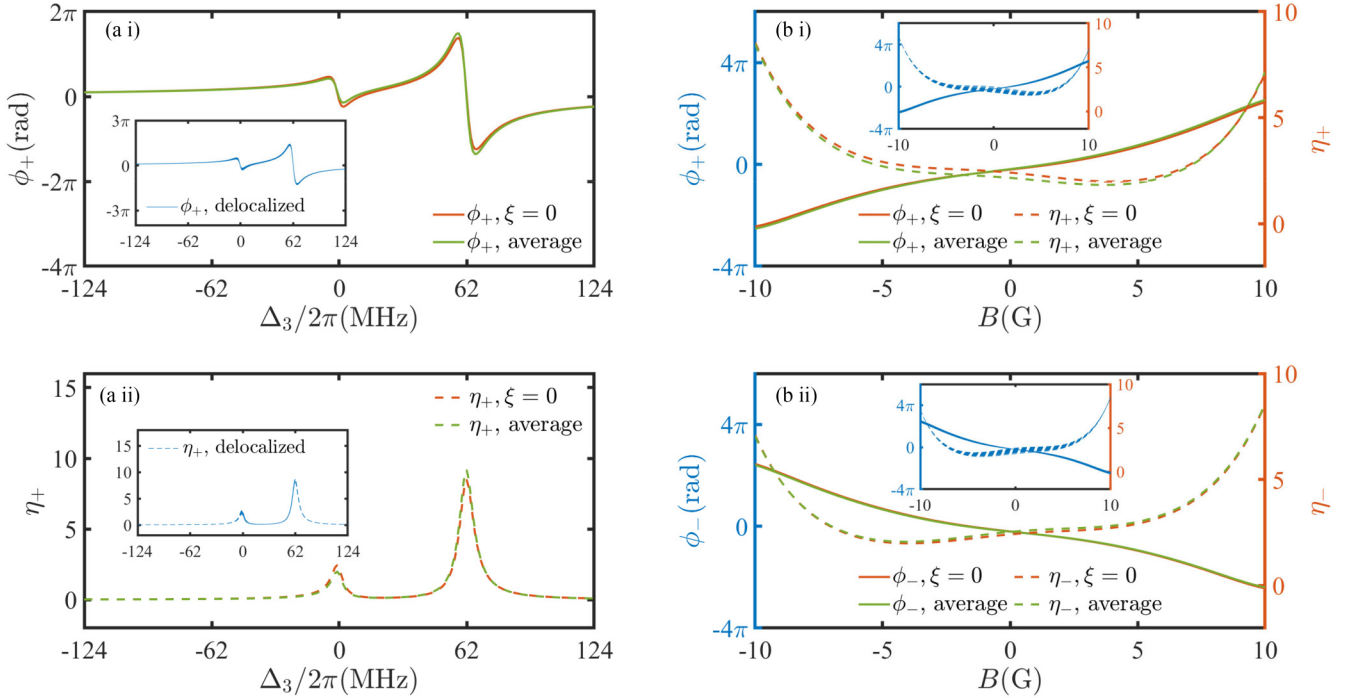 (a i)
2π
0
-2π
-4π
ϕ₊(rad)
3π
0
-3π
ϕ₊, delocalized
-124 -62 0 62 124
ϕ₊, ξ = 0
ϕ₊, average
-124 -62 0 62 124
Δ₃/2π(MHz)
(b i)
4π
0
-4π
ϕ₊(rad)
10
5
0
η₊
4π
0
-4π
10
5
0
-10 0 10
ϕ₊, ξ = 0 η₊, ξ = 0
ϕ₊, average η₊, average
-10 -5 0 5 10
B(G)
(a ii)
15
10
5
0
η₊
η₊, ξ = 0
η₊, average
15
10
5
0
η₊, delocalized
-124 -62 0 62 124
-124 -62 0 62 124
Δ₃/2π(MHz)
(b ii)
4π
0
-4π
ϕ₋(rad)
10
5
0
η₋
4π
0
-4π
10
5
0
-10 0 10
ϕ₋, ξ = 0 η₋, ξ = 0
ϕ₋, average η₋, average
-10 -5 0 5 10
B(G)